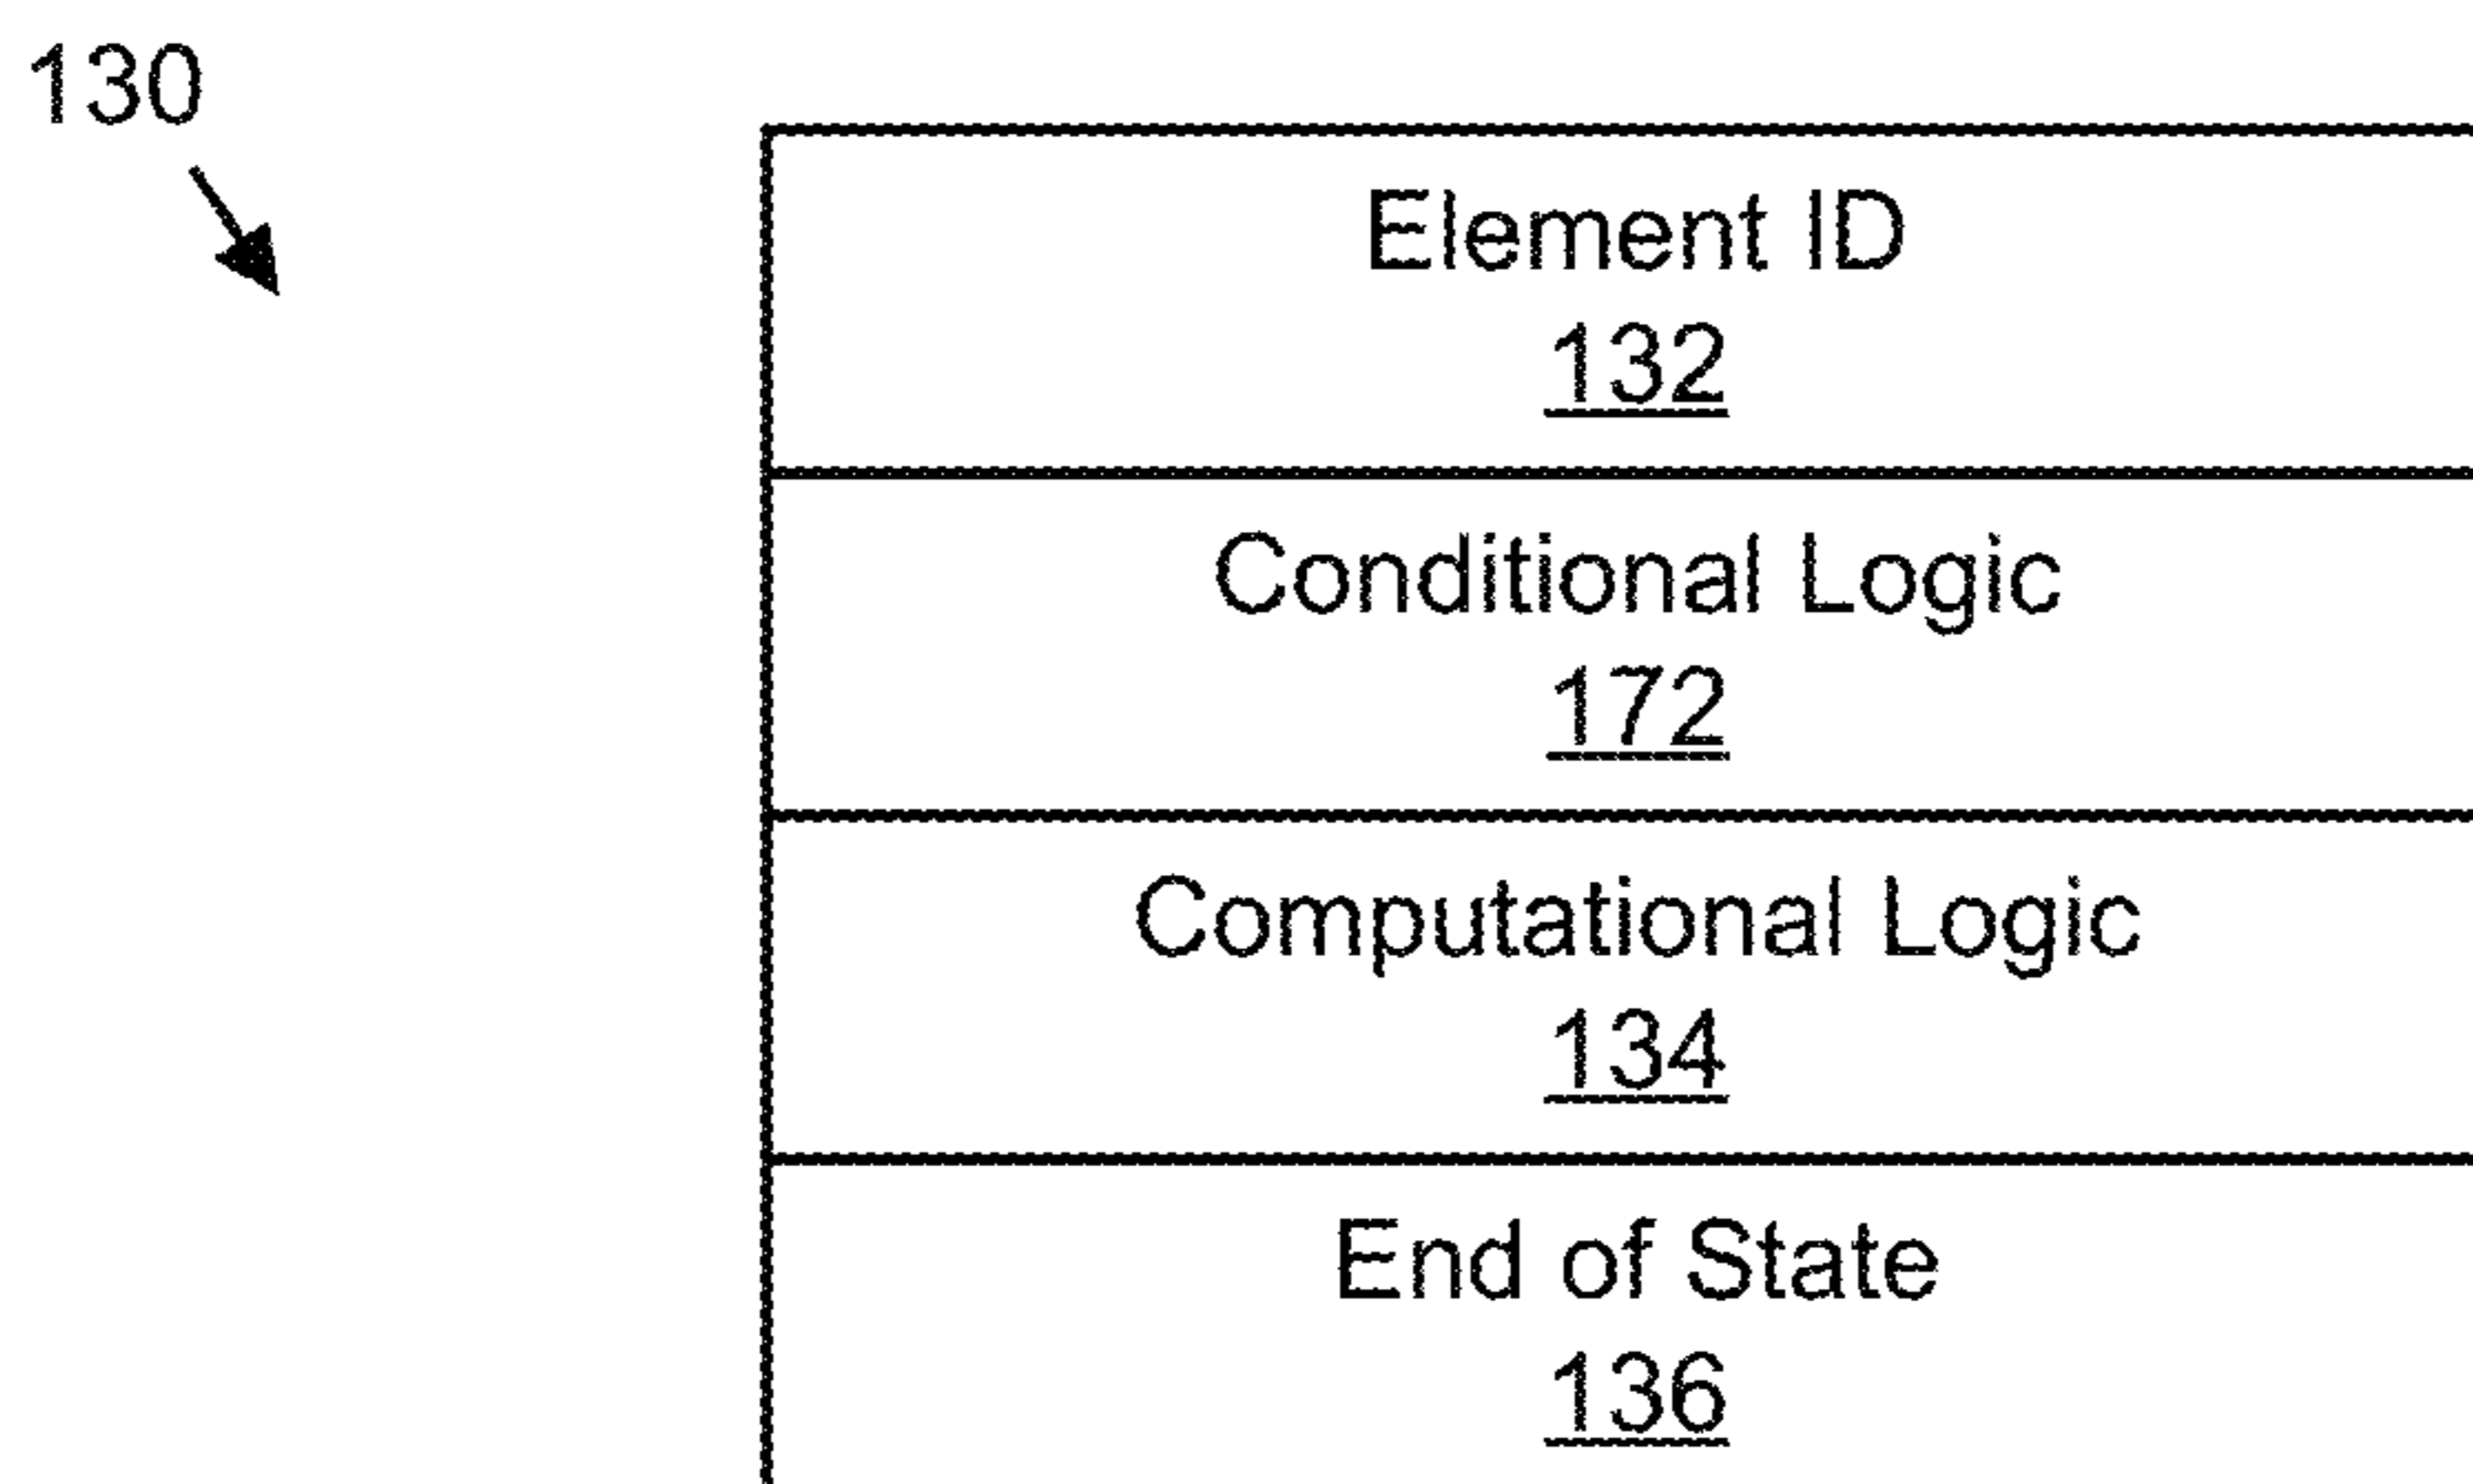 130
Element ID
132
Conditional Logic
172
Computational Logic
134
End of State
136